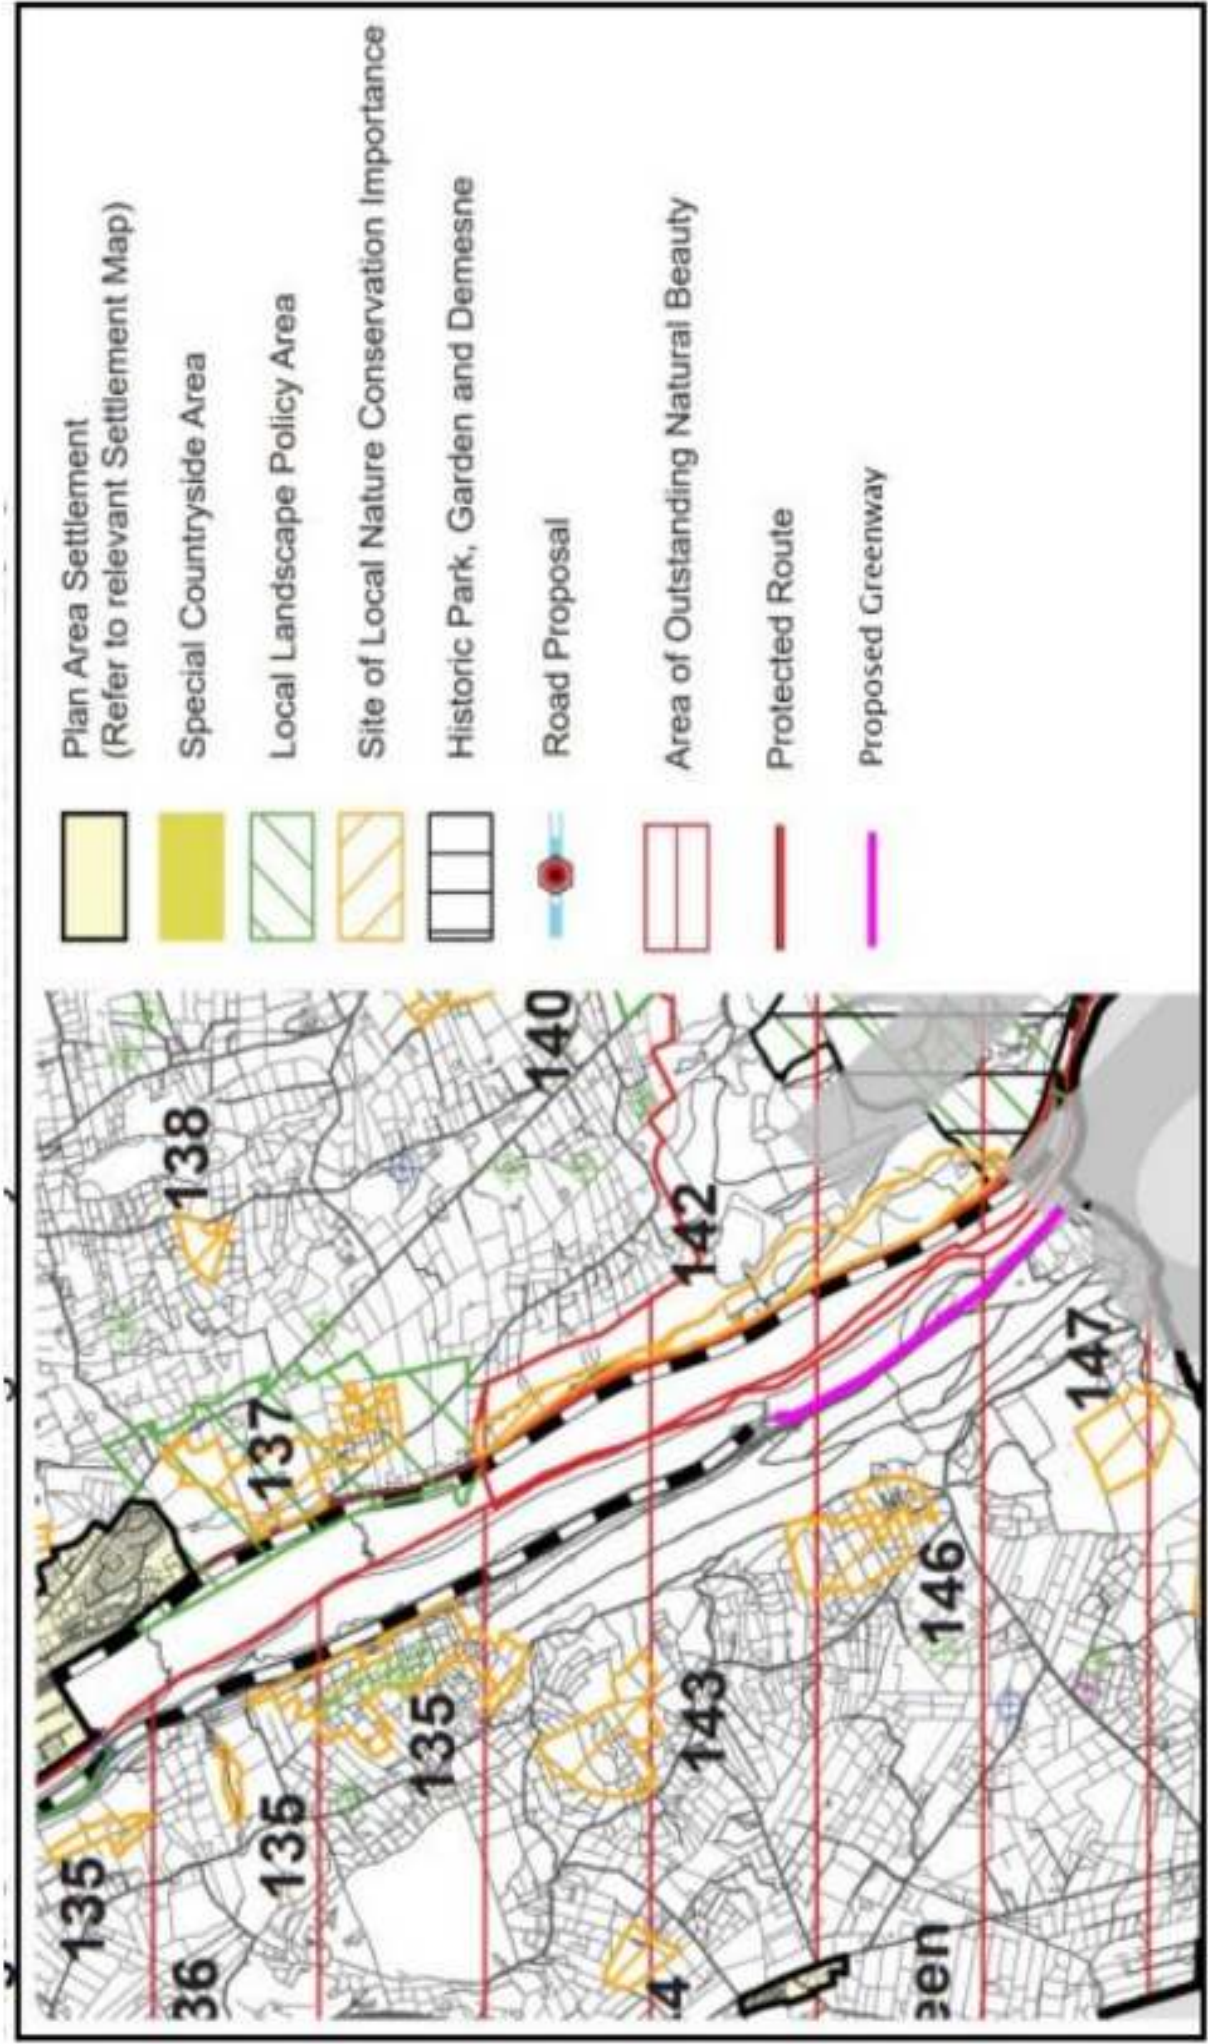 Plan Area Settlement
(Refer to relevant Settlement Map)
Special Countryside Area
Local Landscape Policy Area
Site of Local Nature Conservation Importance
Historic Park, Garden and Demesne
Road Proposal
Area of Outstanding Natural Beauty
Protected Route
Proposed Greenway
135
36
135
135
137
138
140
142
143
4
een
146
147